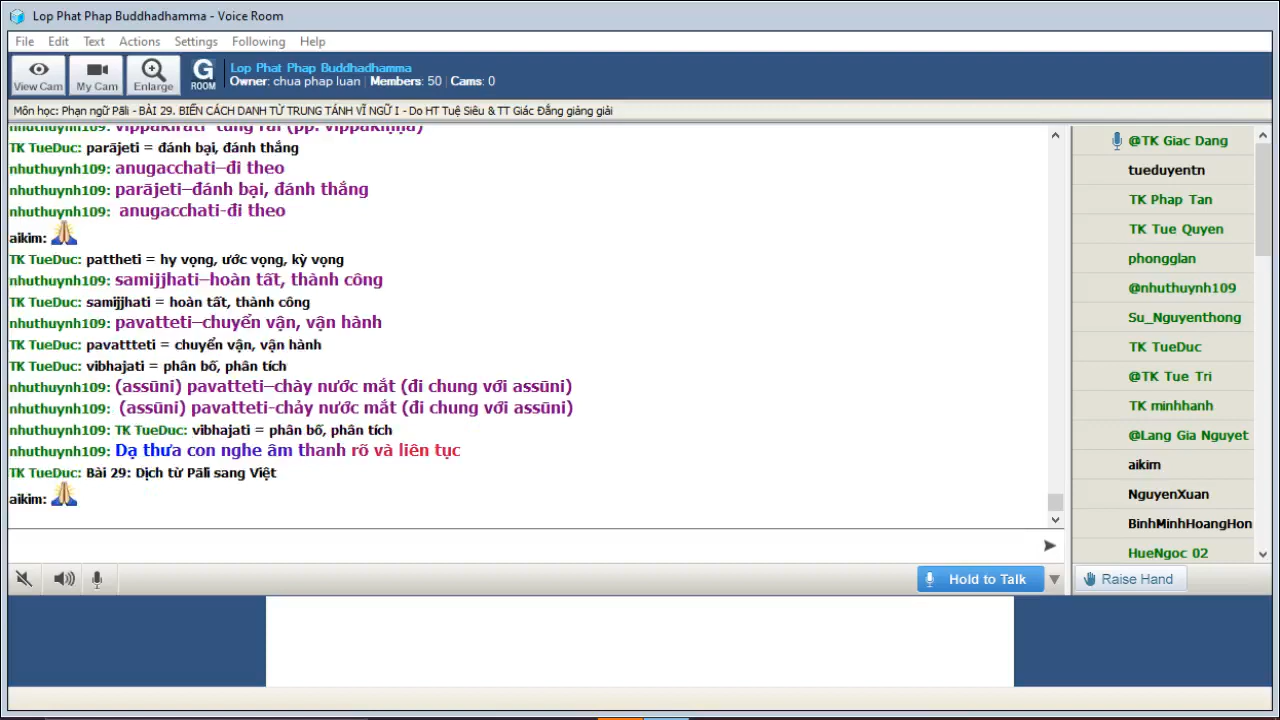 Lop Phat Phap Buddhadhamma - Voice Room
File Edit Text Actions Settings Following Help
View Cam My Cam Enlarge G ROOM
Lop Phat Phap Buddhadhamma
Owner: chua phap luan | Members: 50 | Cams: 0
Môn học: Phạn ngữ Pāli - BÀI 29. BIẾN CÁCH DANH TỪ TRUNG TÁNH VĨ NGỮ I - Do HT Tuệ Siêu & TT Giác Đẳng giảng giải
TK TueDuc: parājeti = đánh bại, đánh thắng
nhuthuynh109: anugacchati–đi theo
nhuthuynh109: parājeti–đánh bại, đánh thắng
nhuthuynh109: anugacchati-đi theo
aikim:
TK TueDuc: pattheti = hy vọng, ước vọng, kỳ vọng
nhuthuynh109: samijjhati–hoàn tất, thành công
TK TueDuc: samijjhati = hoàn tất, thành công
nhuthuynh109: pavatteti–chuyển vận, vận hành
TK TueDuc: pavattteti = chuyển vận, vận hành
TK TueDuc: vibhajati = phân bố, phân tích
nhuthuynh109: (assūni) pavatteti–chảy nước mắt (đi chung với assūni)
nhuthuynh109: (assūni) pavatteti-chảy nước mắt (đi chung với assūni)
nhuthuynh109: TK TueDuc: vibhajati = phân bố, phân tích
nhuthuynh109: Dạ thưa con nghe âm thanh rõ và liên tục
TK TueDuc: Bài 29: Dịch từ Pāli sang Việt
aikim:
@TK Giac Dang
tueduyentn
TK Phap Tan
TK Tue Quyen
phongglan
@nhuthuynh109
Su_Nguyenthong
TK TueDuc
@TK Tue Tri
TK minhhanh
@Lang Gia Nguyet
aikim
NguyenXuan
BinhMinhHoangHon
HueNgoc 02
Hold to Talk
Raise Hand